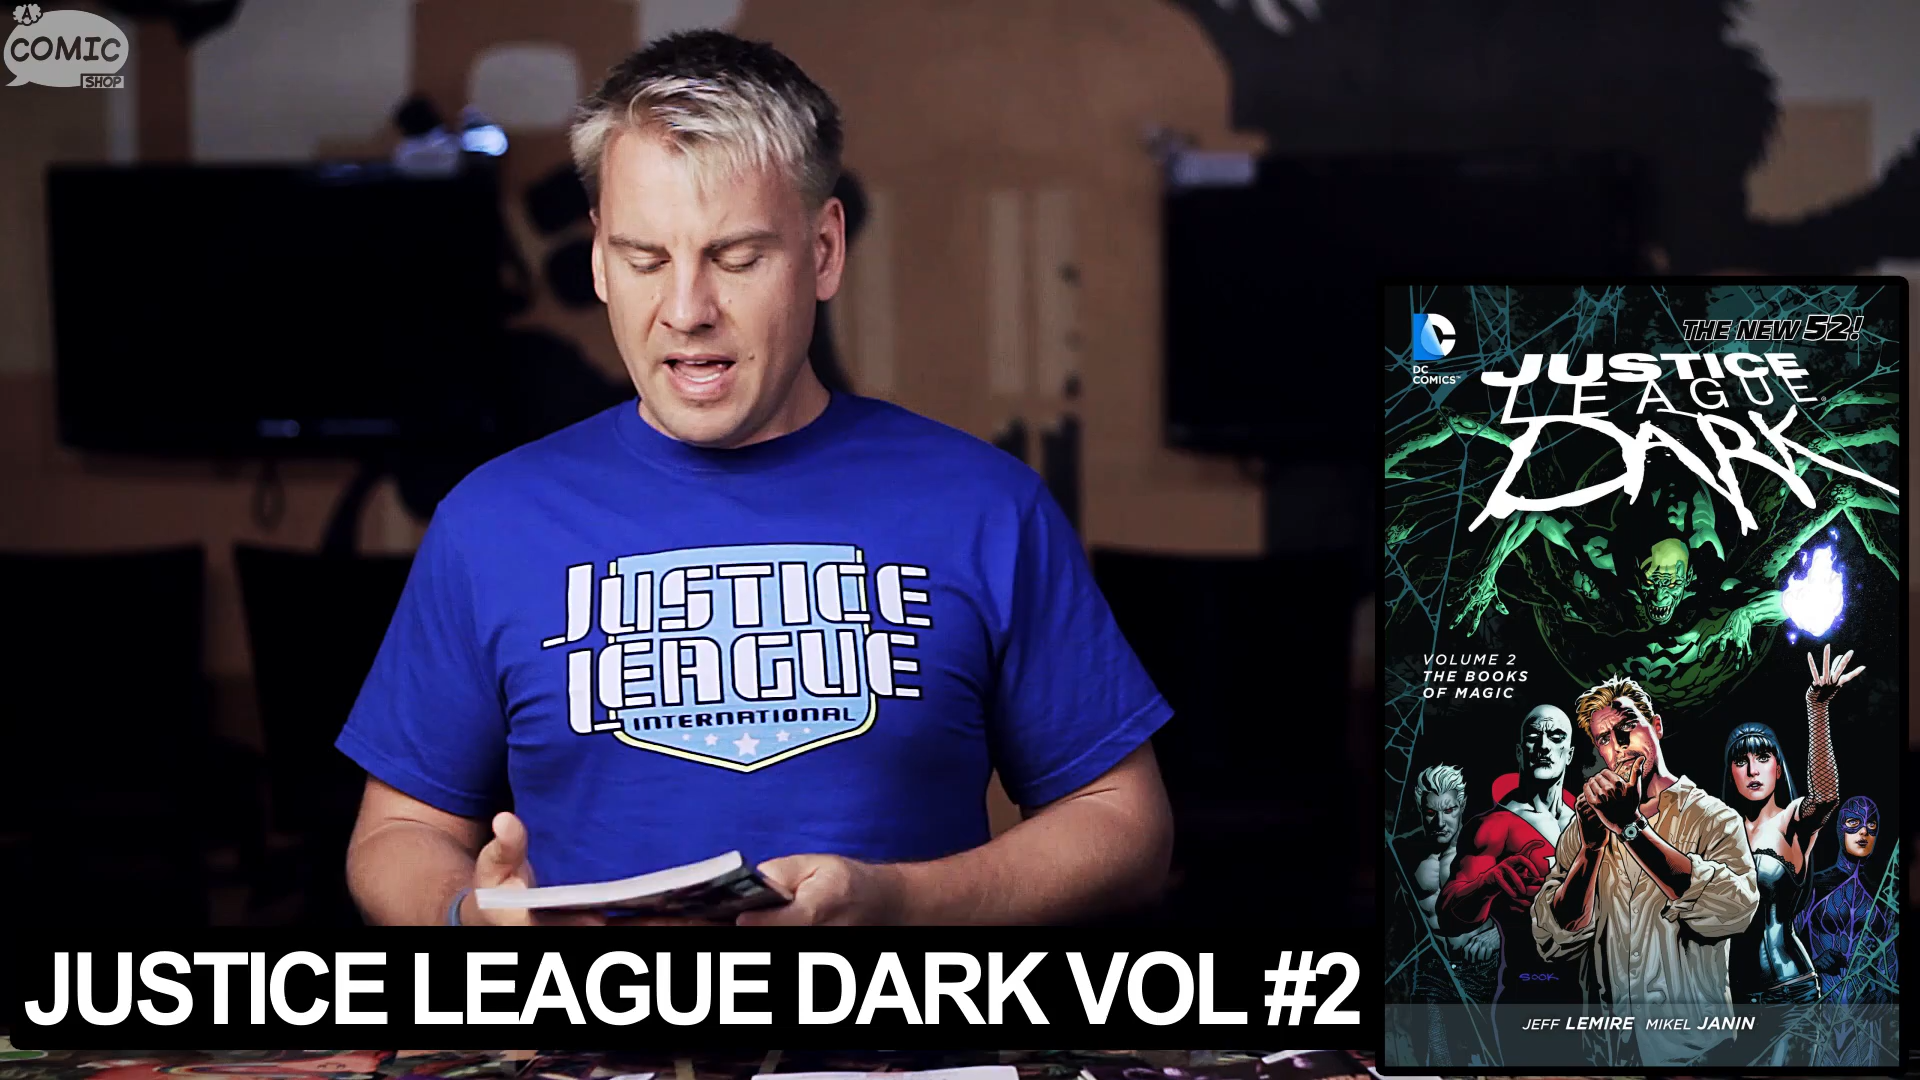 A
COMIC
SHOP
JUSTICE
LEAGUE
INTERNATIONAL
DC
COMICS™
THE NEW 52!
JUSTICE
LEAGUE®
DARK
VOLUME 2
THE BOOKS
OF MAGIC
SOOK
JEFF LEMIRE MIKEL JANIN
JUSTICE LEAGUE DARK VOL #2